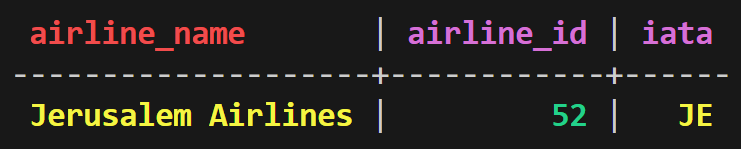 airline_name | airline_id | iata
--------------------+------------+------
Jerusalem Airlines | 52 | JE